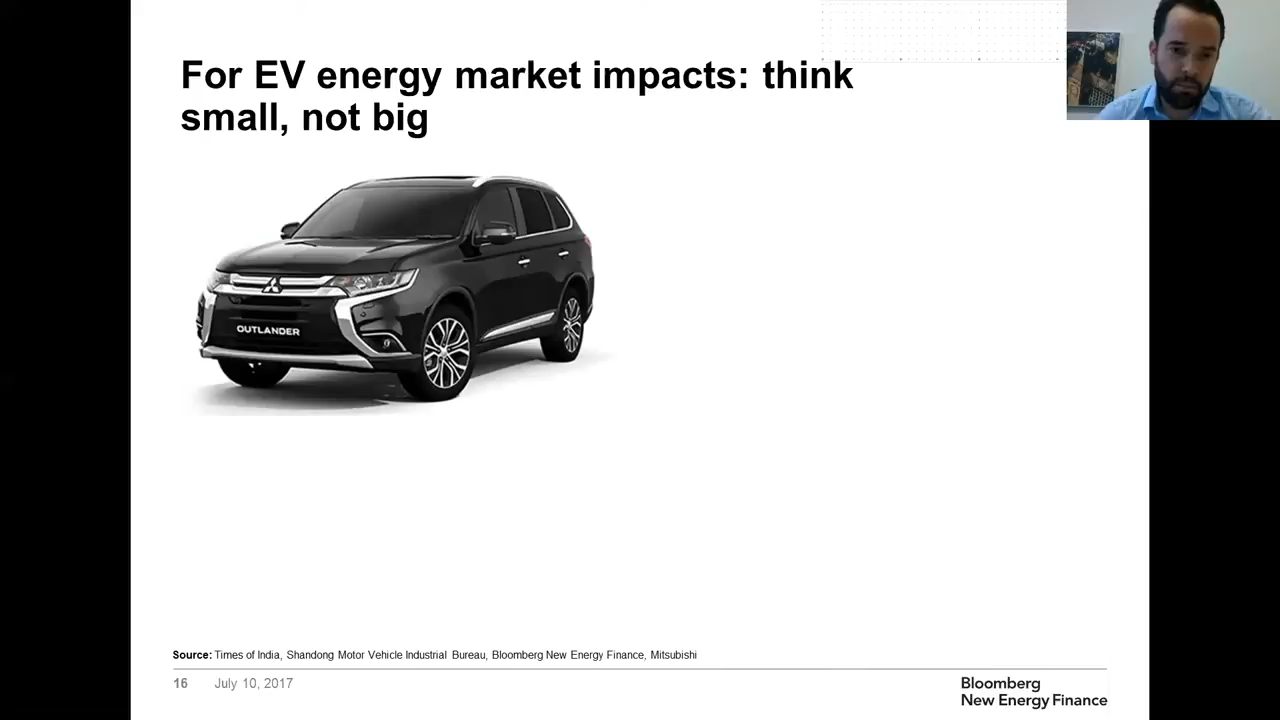 For EV energy market impacts: think
small, not big
OUTLANDER
Source: Times of India, Shandong Motor Vehicle Industrial Bureau, Bloomberg New Energy Finance, Mitsubishi
16 July 10, 2017
Bloomberg
New Energy Finance